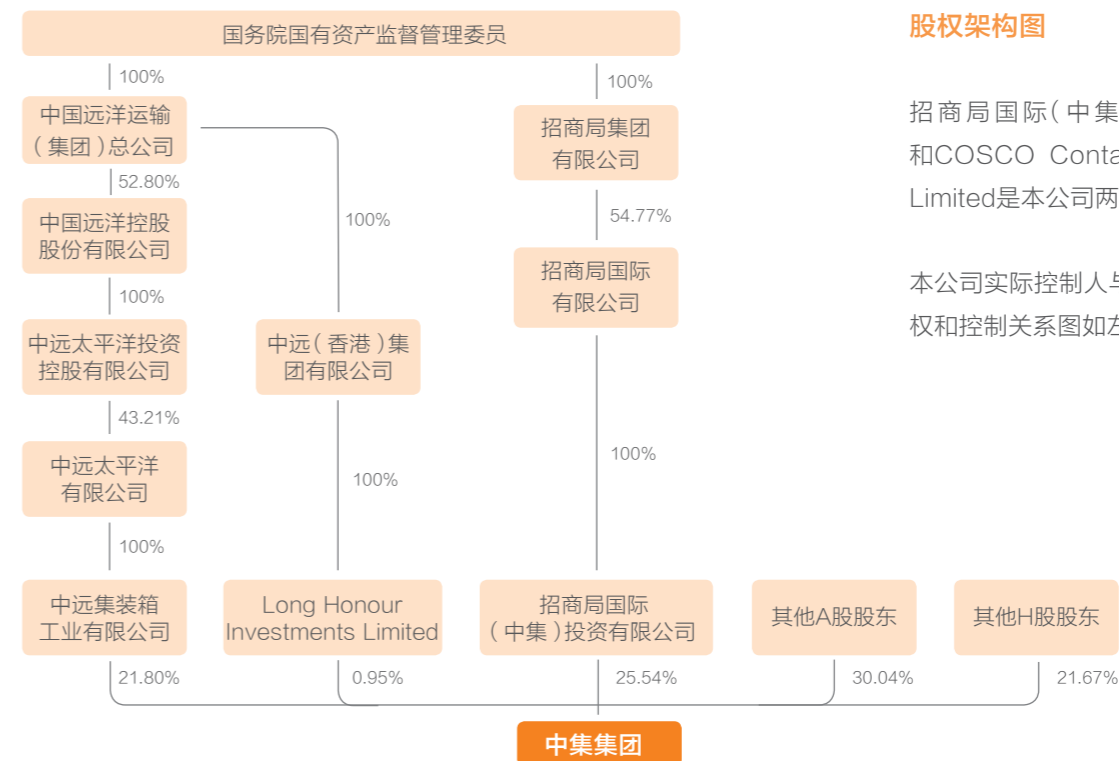 国务院国有资产监督管理委员
股权架构图
100%
100%
中国远洋运输
（集团）总公司
招商局集团
有限公司
招商局国际（中集
和COSCO Conta
Limited是本公司两
52.80%
100%
54.77%
中国远洋控股
股份有限公司
招商局国际
有限公司
本公司实际控制人与
权和控制关系图如左
100%
中远太平洋投资
控股有限公司
中远（香港）集
团有限公司
43.21%
100%
100%
中远太平洋
有限公司
100%
中远集装箱
工业有限公司
Long Honour
Investments Limited
招商局国际
（中集）投资有限公司
其他A股股东
其他H股股东
21.80%
0.95%
25.54%
30.04%
21.67%
中集集团